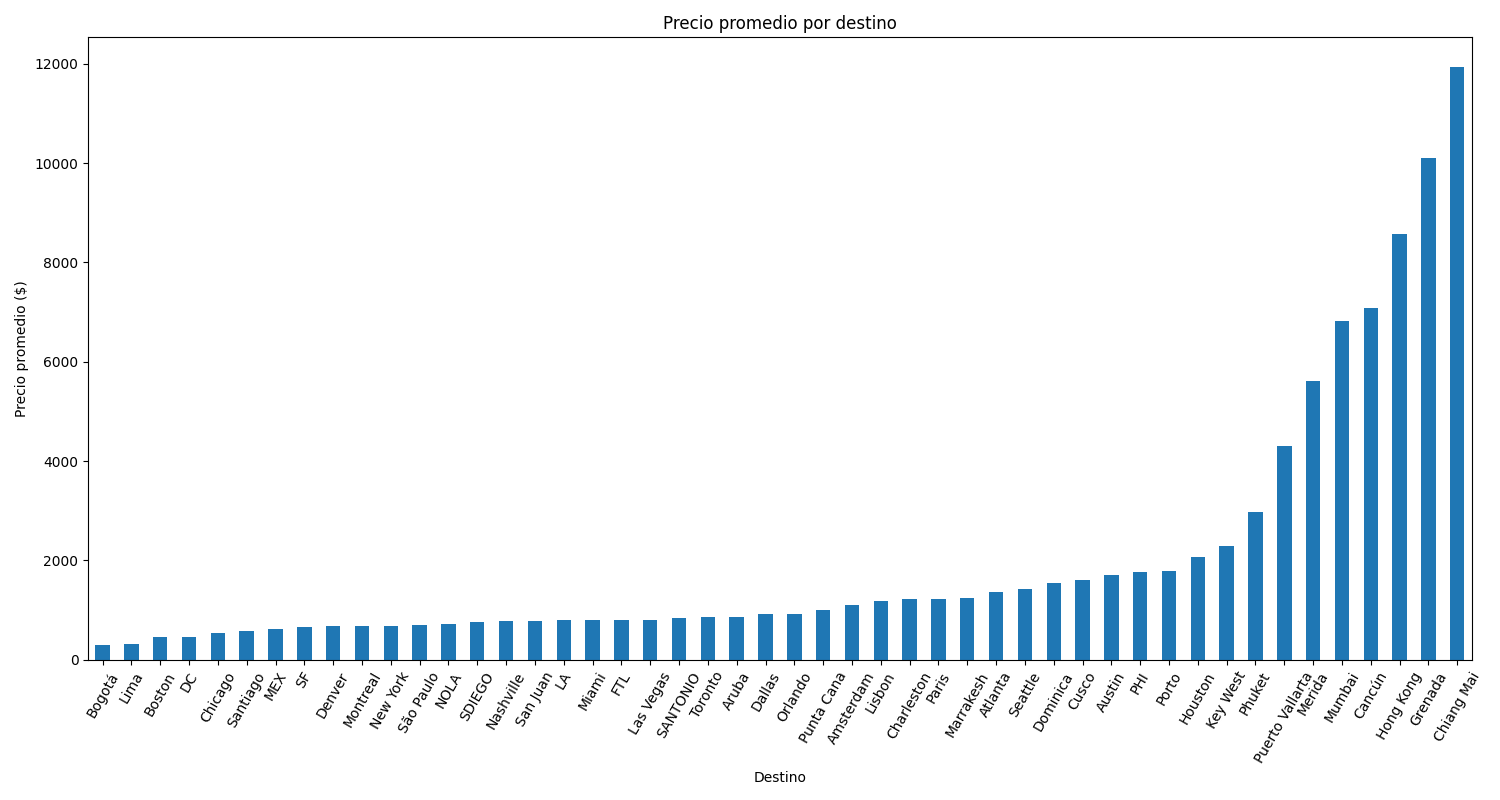 Precio promedio por destino
Precio promedio ($)
12000
10000
8000
6000
4000
2000
0
Bogotá
Lima
Boston
DC
Chicago
Santiago
MEX
SF
Denver
Montreal
New York
São Paulo
NOLA
SDIEGO
Nashville
San Juan
LA
Miami
FTL
Las Vegas
SANTONIO
Toronto
Aruba
Dallas
Orlando
Punta Cana
Amsterdam
Lisbon
Charleston
Paris
Marrakesh
Atlanta
Seattle
Dominica
Cusco
Austin
PHI
Porto
Houston
Key West
Phuket
Puerto Vallarta
Merida
Mumbai
Cancún
Hong Kong
Grenada
Chiang Mai
Destino